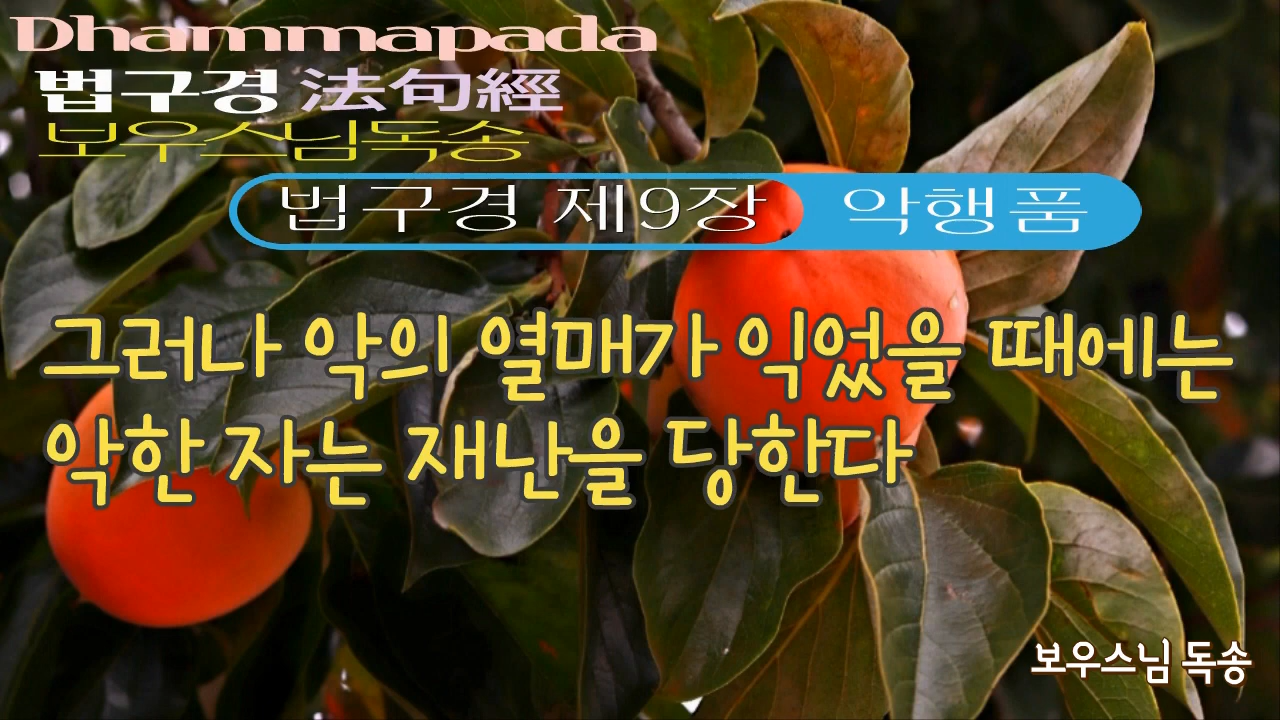 Dhammapada
법구경 法句經
보우스님독송
법구경 제9장 악행품
그러나 악의 열매가 익었을 때에는
악한 자는 재난을 당한다
보우스님 독송